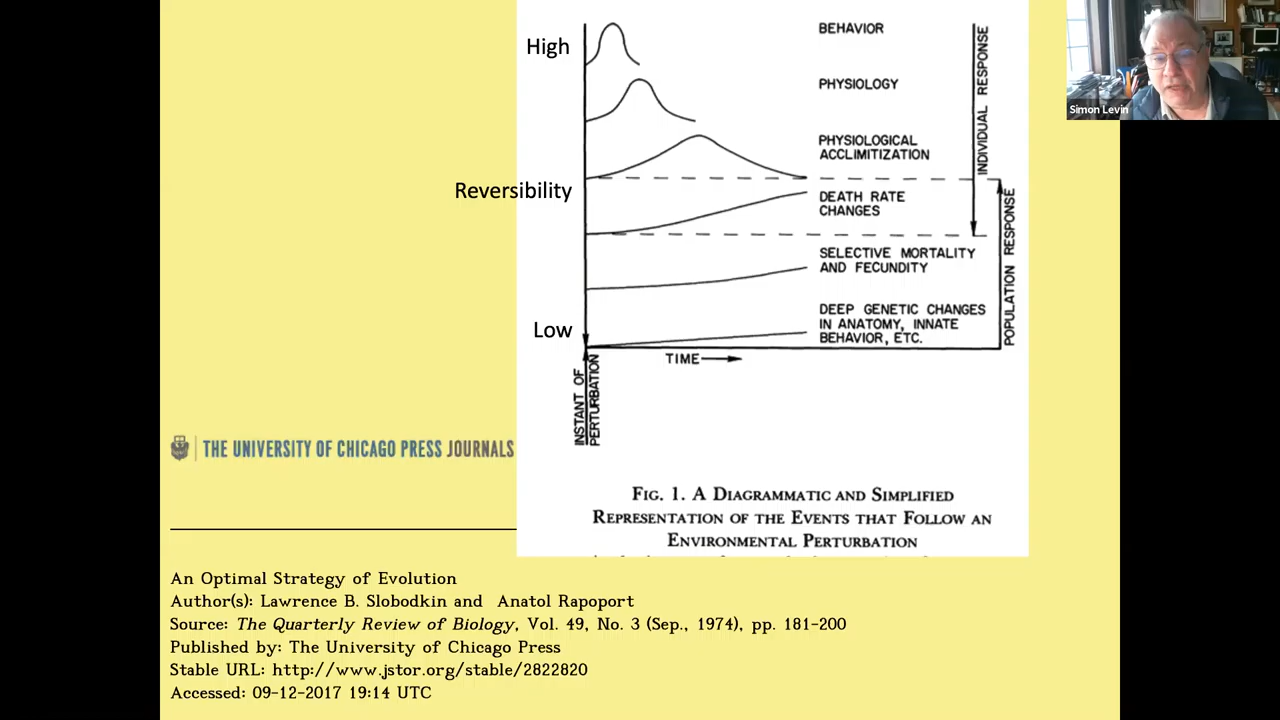 High
Reversibility
Low
BEHAVIOR
PHYSIOLOGY
PHYSIOLOGICAL
ACCLIMITIZATION
DEATH RATE
CHANGES
SELECTIVE MORTALITY
AND FECUNDITY
DEEP GENETIC CHANGES
IN ANATOMY, INNATE
BEHAVIOR, ETC.
INDIVIDUAL RESPONSE
POPULATION RESPONSE
TIME
INSTANT OF
PERTURBATION
Simon Levin
THE UNIVERSITY OF CHICAGO PRESS JOURNALS
FIG. 1. A DIAGRAMMATIC AND SIMPLIFIED
REPRESENTATION OF THE EVENTS THAT FOLLOW AN
ENVIRONMENTAL PERTURBATION
An Optimal Strategy of Evolution
Author(s): Lawrence B. Slobodkin and Anatol Rapoport
Source: The Quarterly Review of Biology, Vol. 49, No. 3 (Sep., 1974), pp. 181-200
Published by: The University of Chicago Press
Stable URL: http://www.jstor.org/stable/2822820
Accessed: 09-12-2017 19:14 UTC